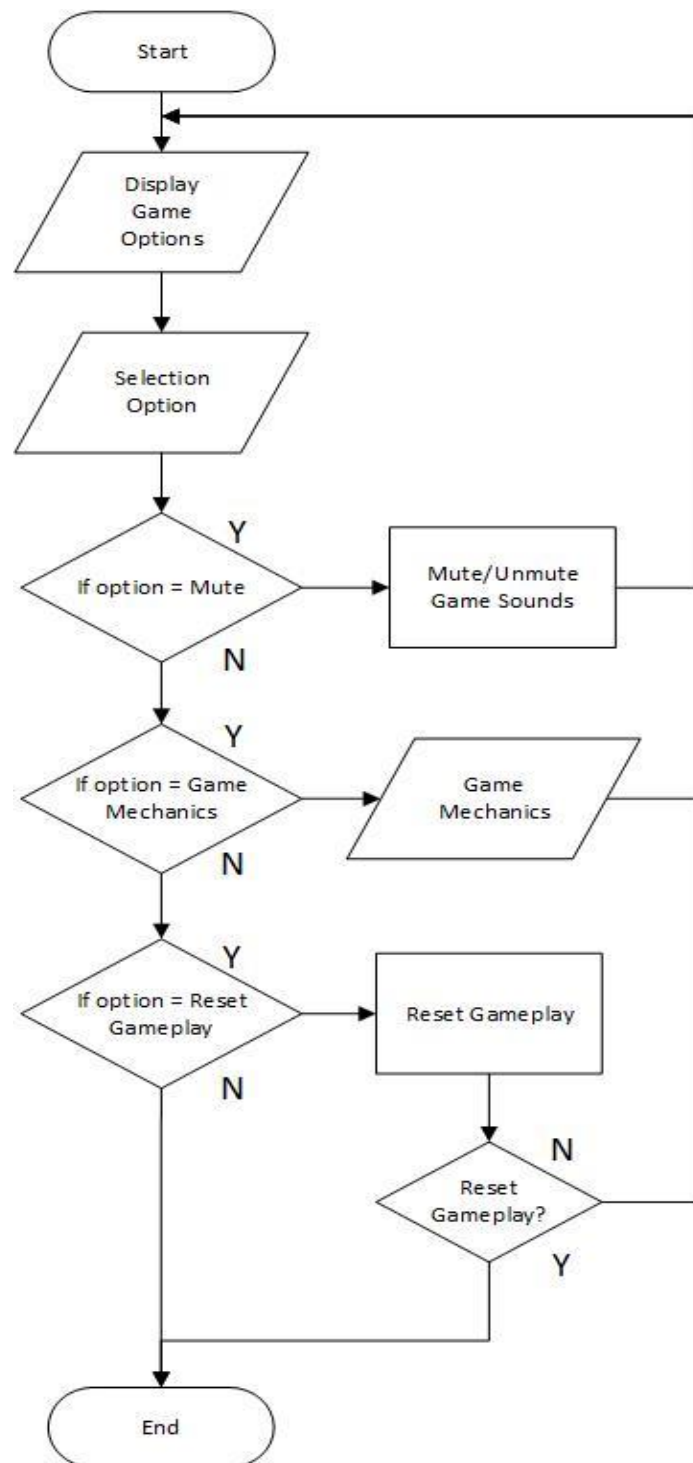 Start
Display
Game
Options
Selection
Option
Y
If option = Mute
Mute/Unmute
Game Sounds
N
Y
If option = Game
Mechanics
Game
Mechanics
N
Y
If option = Reset
Gameplay
Reset Gameplay
N
N
Reset
Gameplay?
Y
End